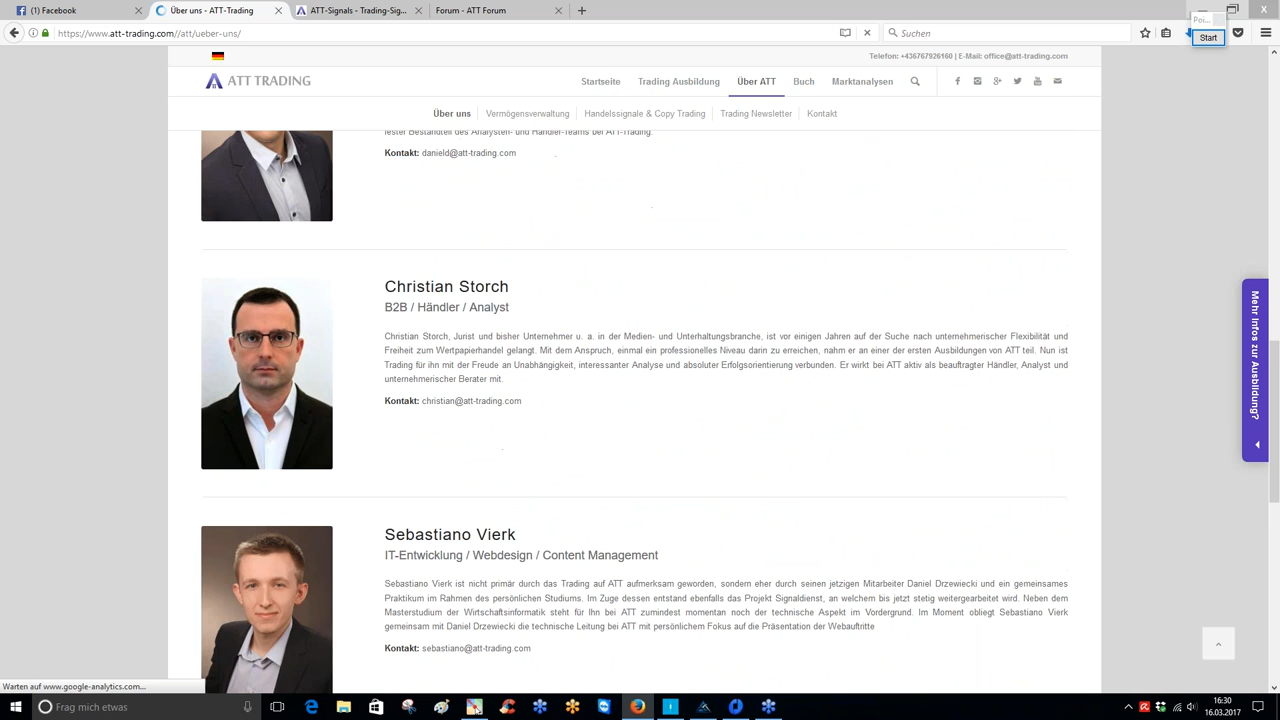 (1) Facebook
Über uns - ATT-Trading
ATT-Signals - Trading-Sig...
Forum - ATT Forum
https://www.att-trading.com//att/ueber-uns/
Suchen
Poi...
Start
Telefon: +436767926160 | E-Mail: office@att-trading.com
ATT TRADING
Startseite
Trading Ausbildung
Über ATT
Buch
Marktanalysen
Über uns
Vermögensverwaltung
Handelssignale & Copy Trading
Trading Newsletter
Kontakt
fester Bestandteil des Analysten- und Händler-Teams bei ATT-Trading.
Kontakt: danield@att-trading.com
Christian Storch
B2B / Händler / Analyst
Christian Storch, Jurist und bisher Unternehmer u. a. in der Medien- und Unterhaltungsbranche, ist vor einigen Jahren auf der Suche nach unternehmerischer Flexibilität und
Freiheit zum Wertpapierhandel gelangt. Mit dem Anspruch, einmal ein professionelles Niveau darin zu erreichen, nahm er an einer der ersten Ausbildungen von ATT teil. Nun ist
Trading für ihn mit der Freude an Unabhängigkeit, interessanter Analyse und absoluter Erfolgsorientierung verbunden. Er wirkt bei ATT aktiv als beauftragter Händler, Analyst und
unternehmerischer Berater mit.
Kontakt: christian@att-trading.com
Mehr Infos zur Ausbildung?
Sebastiano Vierk
IT-Entwicklung / Webdesign / Content Management
Sebastiano Vierk ist nicht primär durch das Trading auf ATT aufmerksam geworden, sondern eher durch seinen jetzigen Mitarbeiter Daniel Drzewiecki und ein gemeinsames
Praktikum im Rahmen des persönlichen Studiums. Im Zuge dessen entstand ebenfalls das Projekt Signaldienst, an welchem bis jetzt stetig weitergearbeitet wird. Neben dem
Masterstudium der Wirtschaftsinformatik steht für Ihn bei ATT zumindest momentan noch der technische Aspekt im Vordergrund. Im Moment obliegt Sebastiano Vierk
gemeinsam mit Daniel Drzewiecki die technische Leitung bei ATT mit persönlichem Fokus auf die Präsentation der Webauftritte
Kontakt: sebastiano@att-trading.com
Warten auf www.google-analytics.com...
Frag mich etwas
16:30
16.03.2017